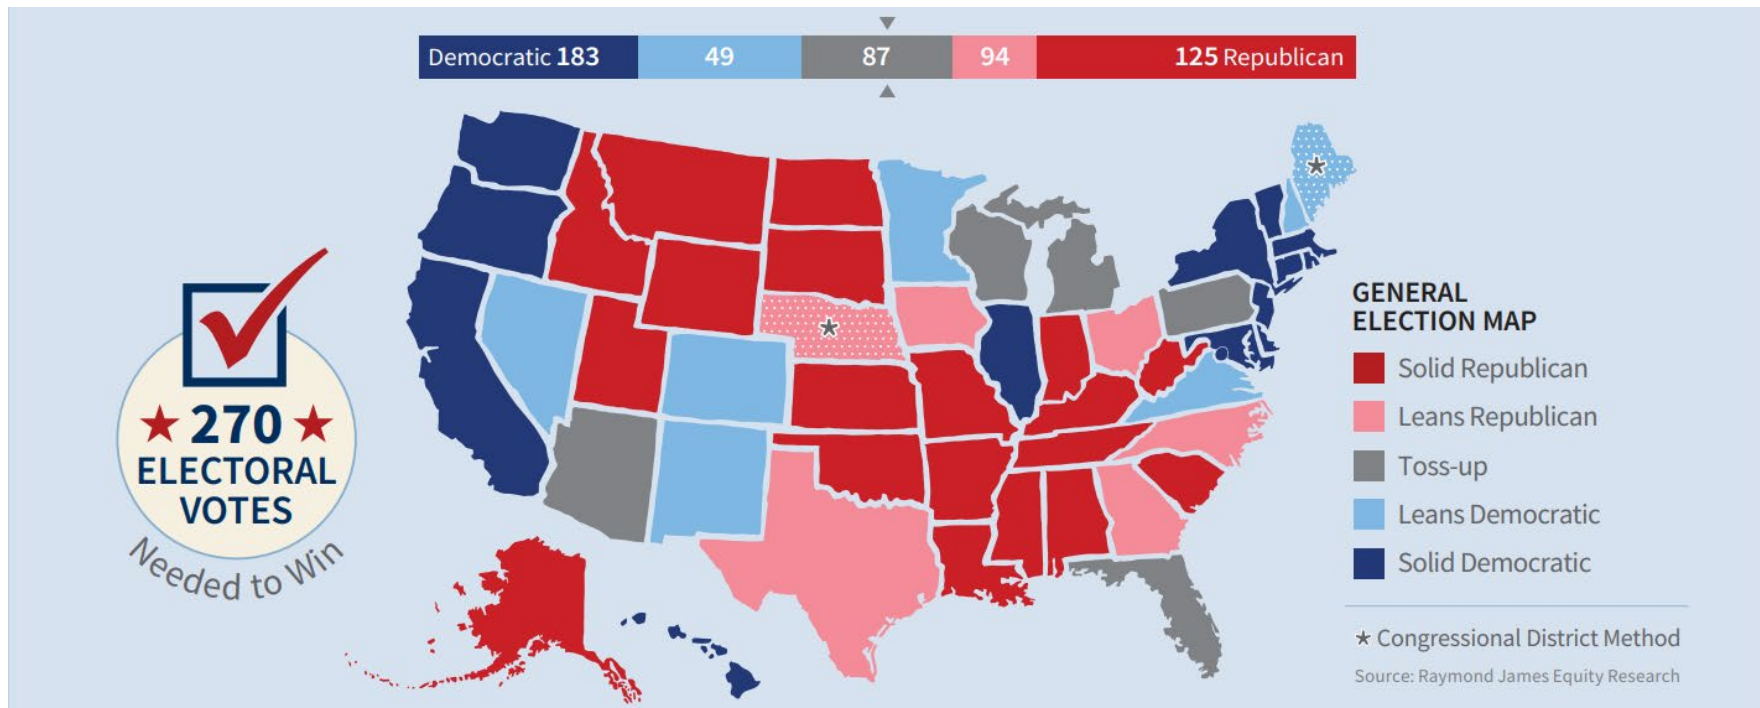 Democratic 183 49 87 94 125 Republican
★ 270 ★
ELECTORAL
VOTES
Needed to Win
GENERAL
ELECTION MAP
Solid Republican
Leans Republican
Toss-up
Leans Democratic
Solid Democratic
★ Congressional District Method
Source: Raymond James Equity Research